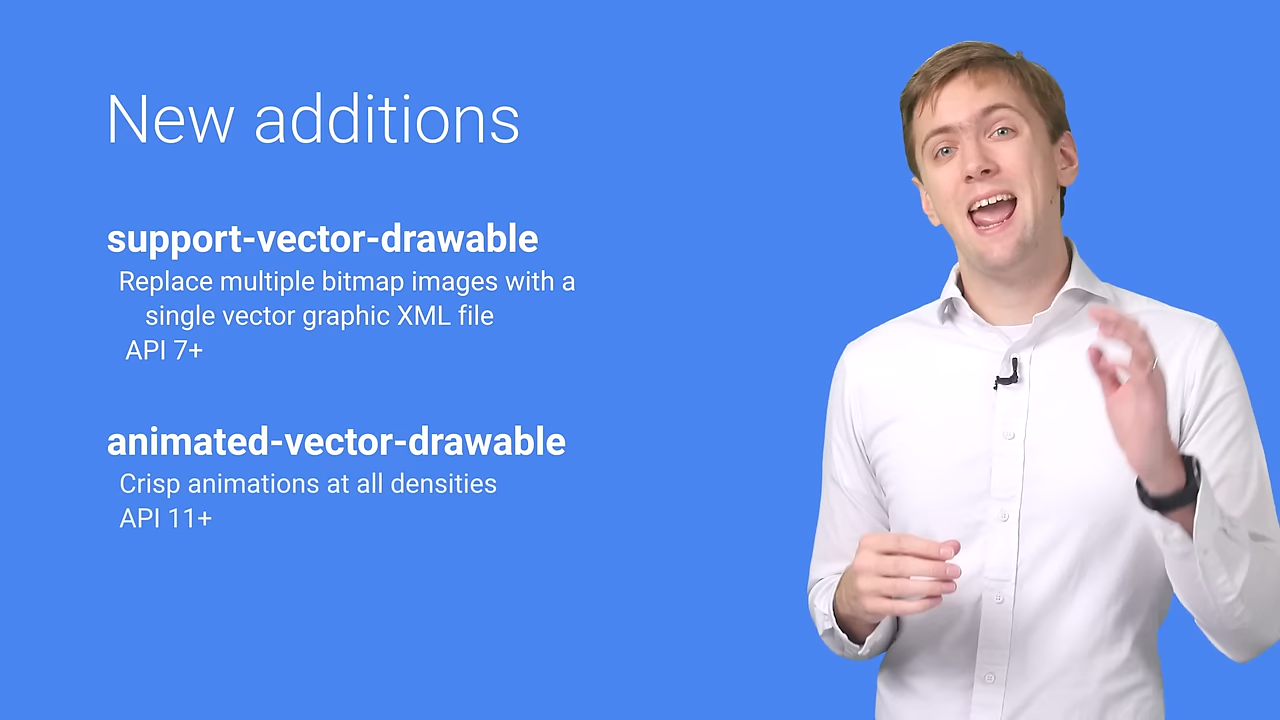 New additions
support-vector-drawable
Replace multiple bitmap images with a
single vector graphic XML file
API 7+
animated-vector-drawable
Crisp animations at all densities
API 11+